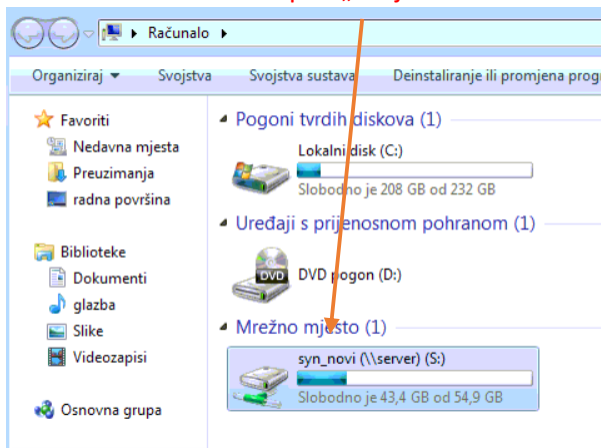 Računalo
Organiziraj
Svojstva
Svojstva sustava
Deinstaliranje ili promjena prog
Favoriti
Nedavna mjesta
Preuzimanja
radna površina
Biblioteke
Dokumenti
glazba
Slike
Videozapisi
Osnovna grupa
Pogoni tvrdih diskova (1)
Lokalni disk (C:)
Slobodno je 208 GB od 232 GB
Uređaji s prijenosnom pohranom (1)
DVD
DVD pogon (D:)
Mrežno mjesto (1)
syn_novi (\\server) (S:)
Slobodno je 43,4 GB od 54,9 GB